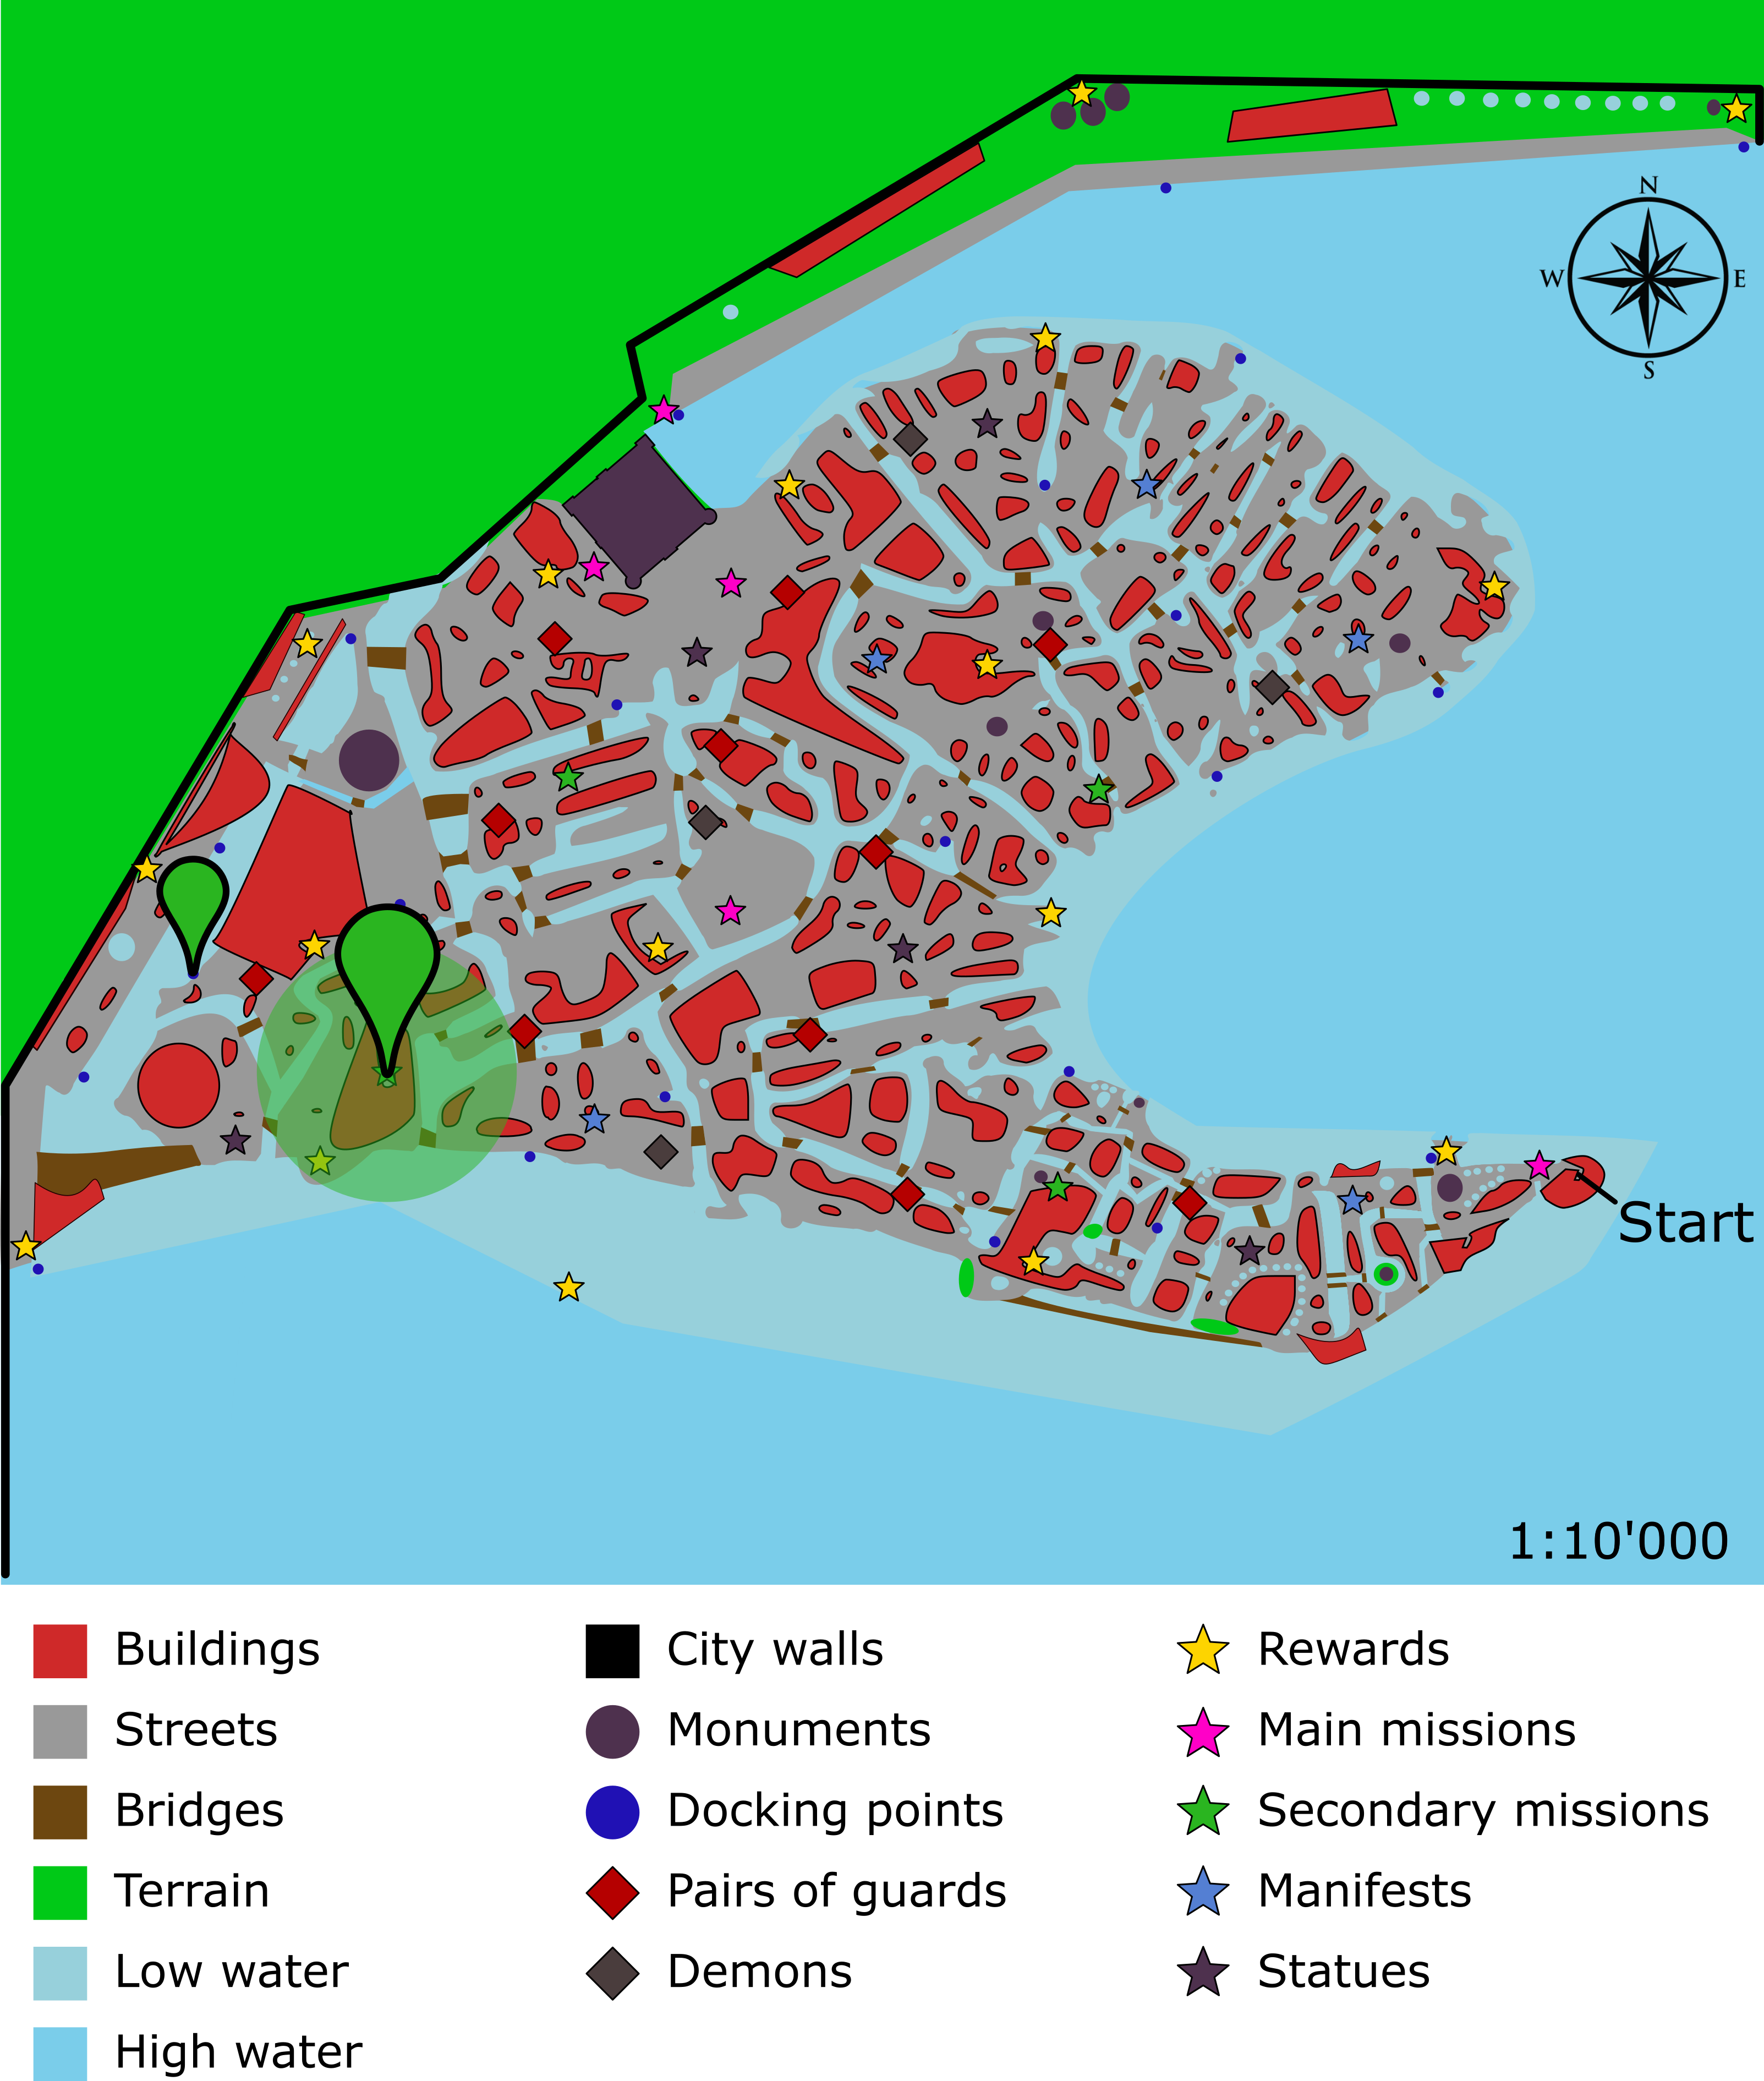 N
W E
S
Start
1:10'000
Buildings City walls Rewards
Streets Monuments Main missions
Bridges Docking points Secondary missions
Terrain Pairs of guards Manifests
Low water Demons Statues
High water